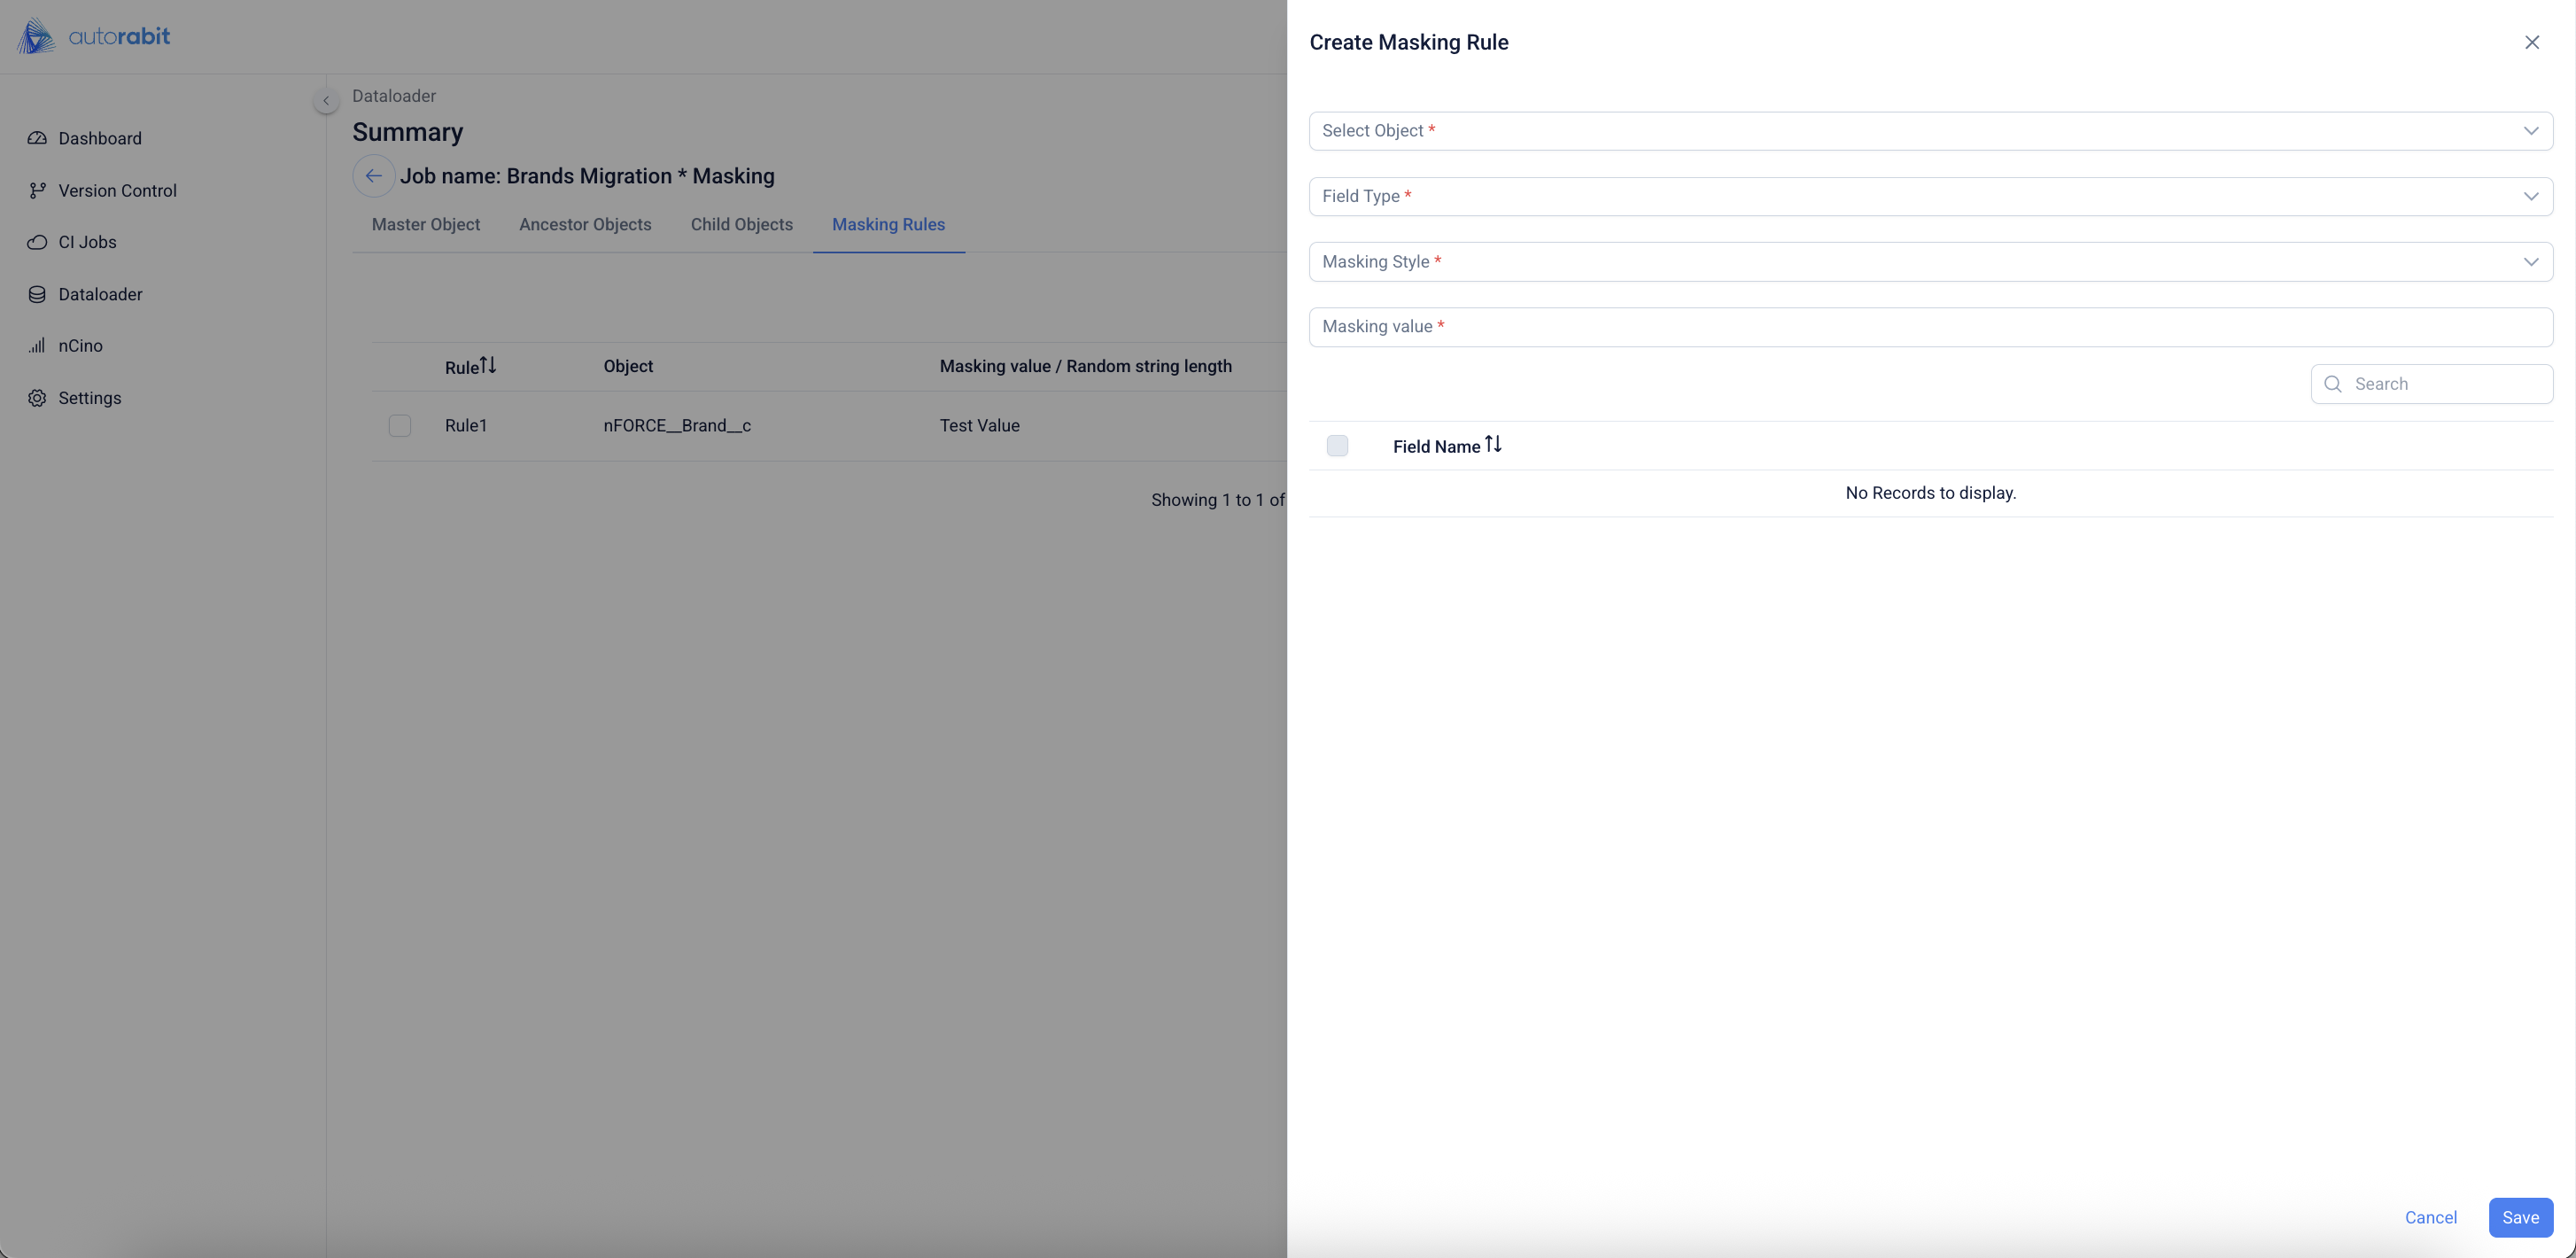 autorabit
Dashboard
Version Control
CI Jobs
Dataloader
nCino
Settings
Dataloader
Summary
Job name: Brands Migration * Masking
Master Object Ancestor Objects Child Objects Masking Rules
Rule Object Masking value / Random string length
Rule1 nFORCE__Brand__c Test Value
Showing 1 to 1 of
Create Masking Rule
Select Object *
Field Type *
Masking Style *
Masking value *
Search
Field Name
No Records to display.
Cancel Save